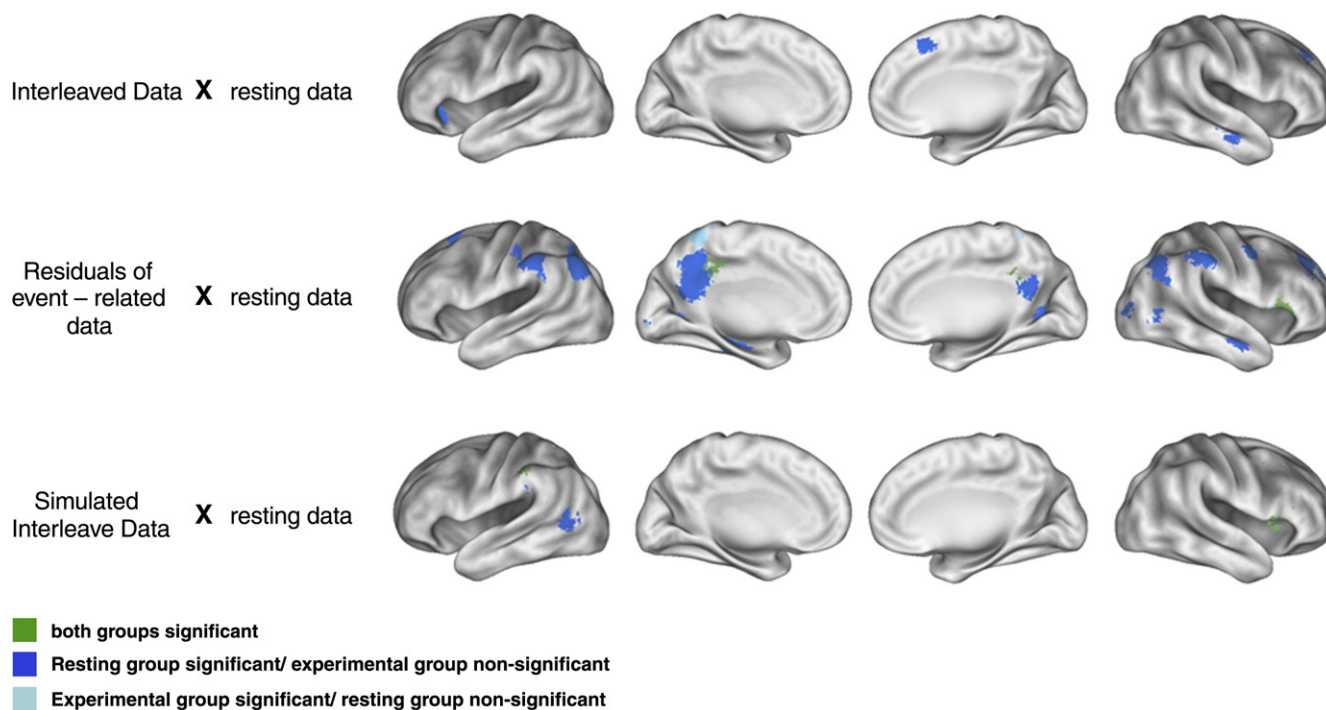 Interleaved Data X resting data
Residuals of
event – related X resting data
data
Simulated
Interleave Data X resting data
both groups significant
Resting group significant/ experimental group non-significant
Experimental group significant/ resting group non-significant